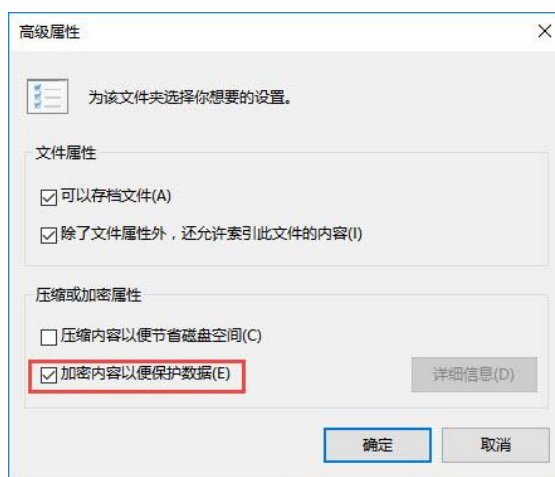 高级属性
为该文件夹选择你想要的设置。
文件属性
可以存档文件(A)
除了文件属性外，还允许索引此文件的内容(I)
压缩或加密属性
压缩内容以便节省磁盘空间(C)
加密内容以便保护数据(E)
详细信息(D)
确定
取消